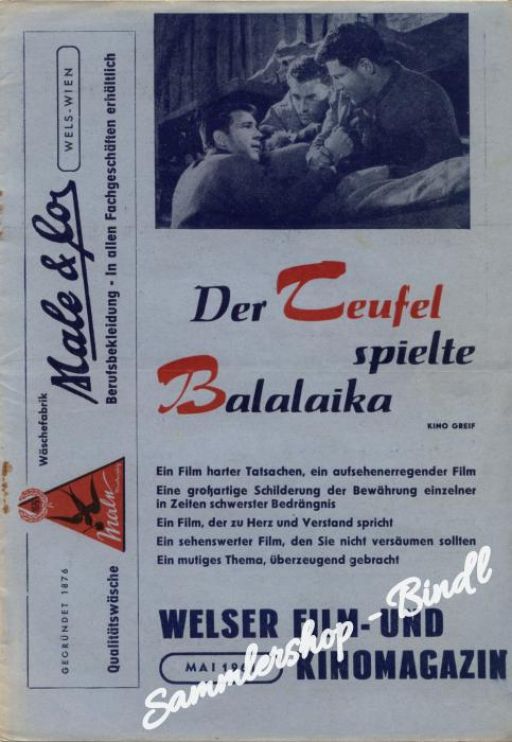 Wäschefabrik
Male & Co
WELS-WIEN
Berufsbekleidung - In allen Fachgeschäften erhältlich
GEGRÜNDET 1876
Qualitätswäsche
Der Teufel
spielte
Balalaika
KINO GREIF
Ein Film harter Tatsachen, ein aufsehenerregender Film
Eine großartige Schilderung der Bewährung einzelner
in Zeiten schwerster Bedrängnis
Ein Film, der zu Herz und Verstand spricht
Ein sehenswerter Film, den Sie nicht versäumen sollten
Ein mutiges Thema, überzeugend gebracht
WELSER FILM- UND
MAI
KINOMAGAZIN
Sammlershop - Bindl